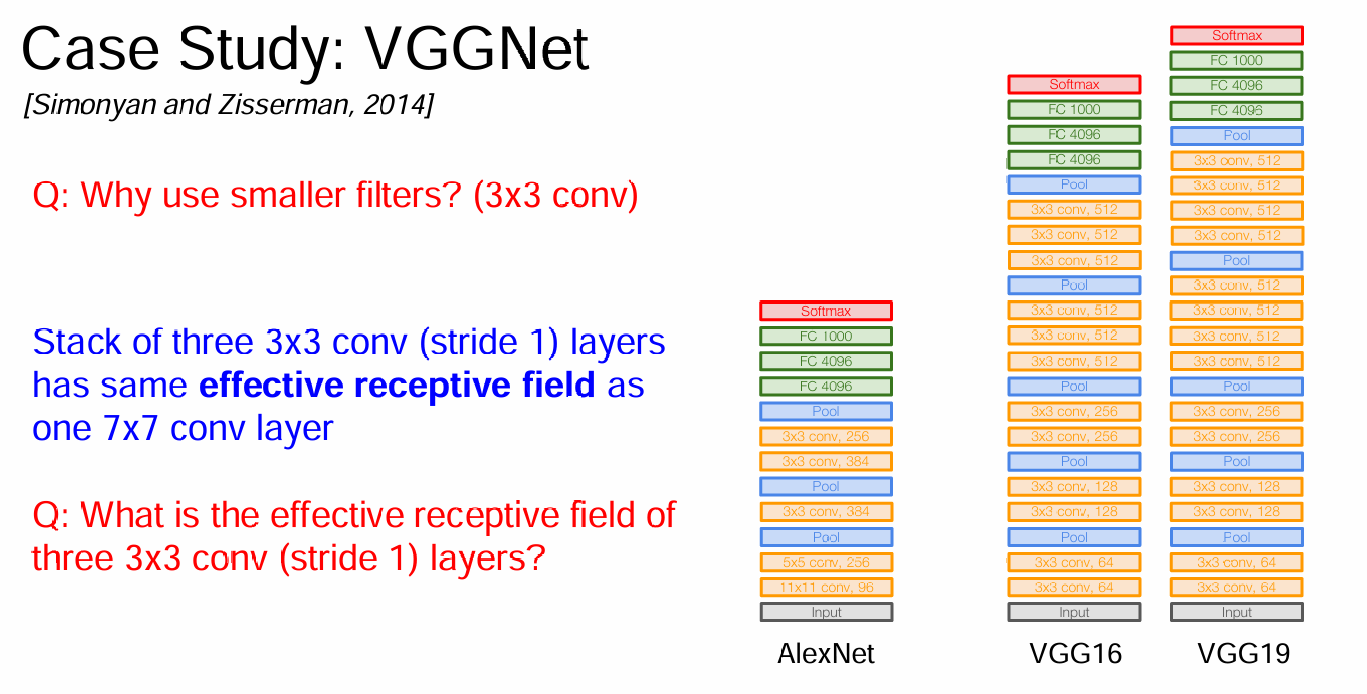 Case Study: VGGNet
[Simonyan and Zisserman, 2014]
Q: Why use smaller filters? (3x3 conv)
Stack of three 3x3 conv (stride 1) layers
has same effective receptive field as
one 7x7 conv layer
Q: What is the effective receptive field of
three 3x3 conv (stride 1) layers?
Softmax
FC 1000
FC 4096
FC 4096
Pool
3x3 conv, 256
3x3 conv, 384
Pool
3x3 conv, 384
Pool
5x5 conv, 256
11x11 conv, 96
Input
AlexNet
Softmax
FC 1000
FC 4096
FC 4096
Pool
3x3 conv, 512
3x3 conv, 512
3x3 conv, 512
Pool
3x3 conv, 512
3x3 conv, 512
3x3 conv, 512
Pool
3x3 conv, 256
3x3 conv, 256
Pool
3x3 conv, 128
3x3 conv, 128
Pool
3x3 conv, 64
3x3 conv, 64
Input
VGG16
Softmax
FC 1000
FC 4096
FC 4096
Pool
3x3 conv, 512
3x3 conv, 512
3x3 conv, 512
3x3 conv, 512
Pool
3x3 conv, 512
3x3 conv, 512
3x3 conv, 512
3x3 conv, 512
Pool
3x3 conv, 256
3x3 conv, 256
Pool
3x3 conv, 128
3x3 conv, 128
Pool
3x3 conv, 64
3x3 conv, 64
Input
VGG19